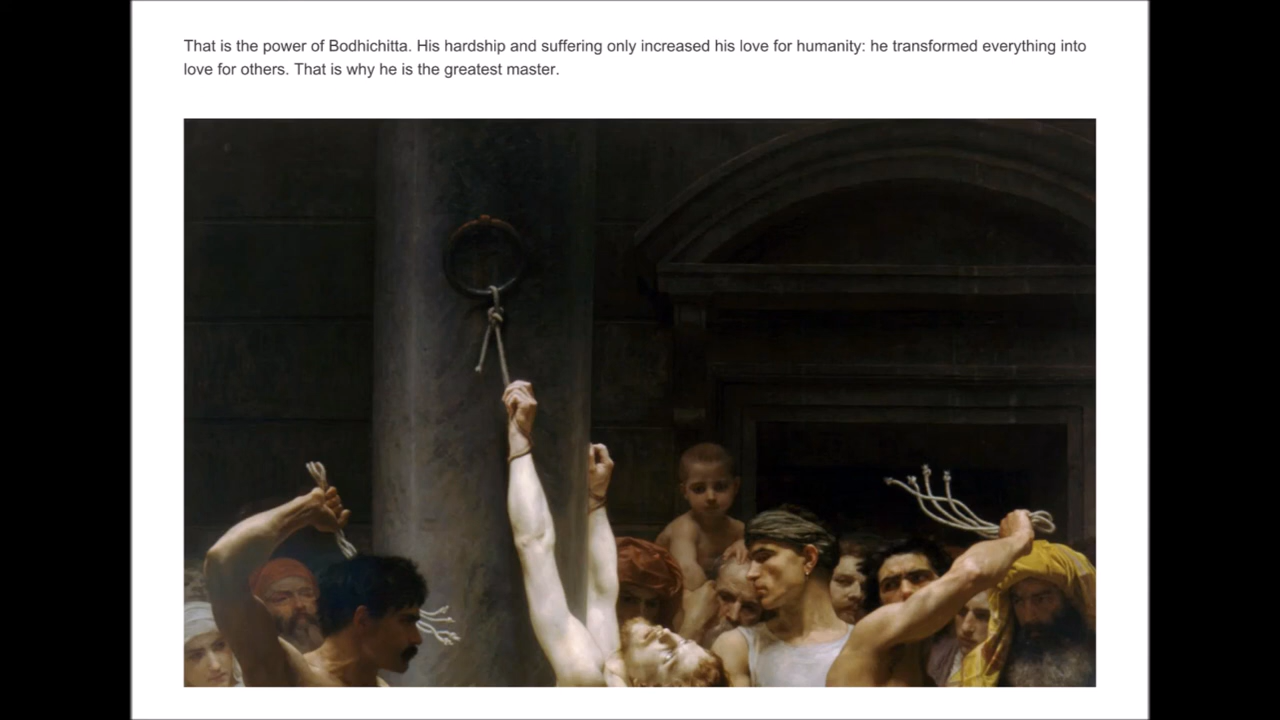 That is the power of Bodhichitta. His hardship and suffering only increased his love for humanity: he transformed everything into
love for others. That is why he is the greatest master.